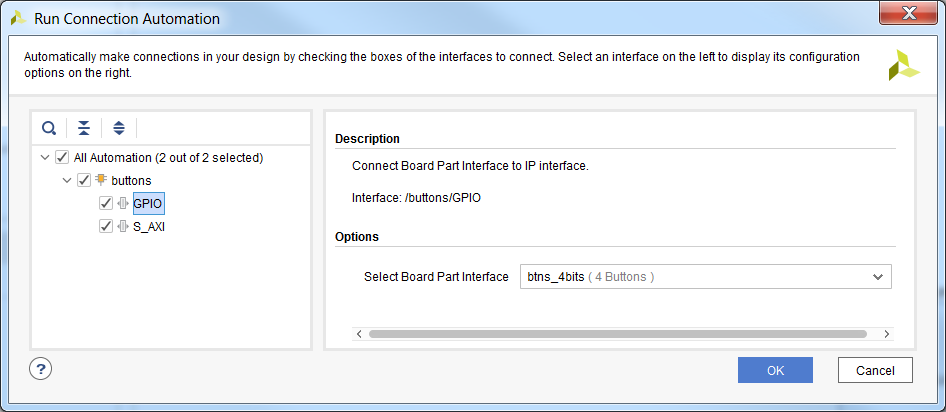 Run Connection Automation
Automatically make connections in your design by checking the boxes of the interfaces to connect. Select an interface on the left to display its configuration
options on the right.
All Automation (2 out of 2 selected)
buttons
GPIO
S_AXI
Description
Connect Board Part Interface to IP interface.
Interface: /buttons/GPIO
Options
Select Board Part Interface btns_4bits ( 4 Buttons )
? OK Cancel